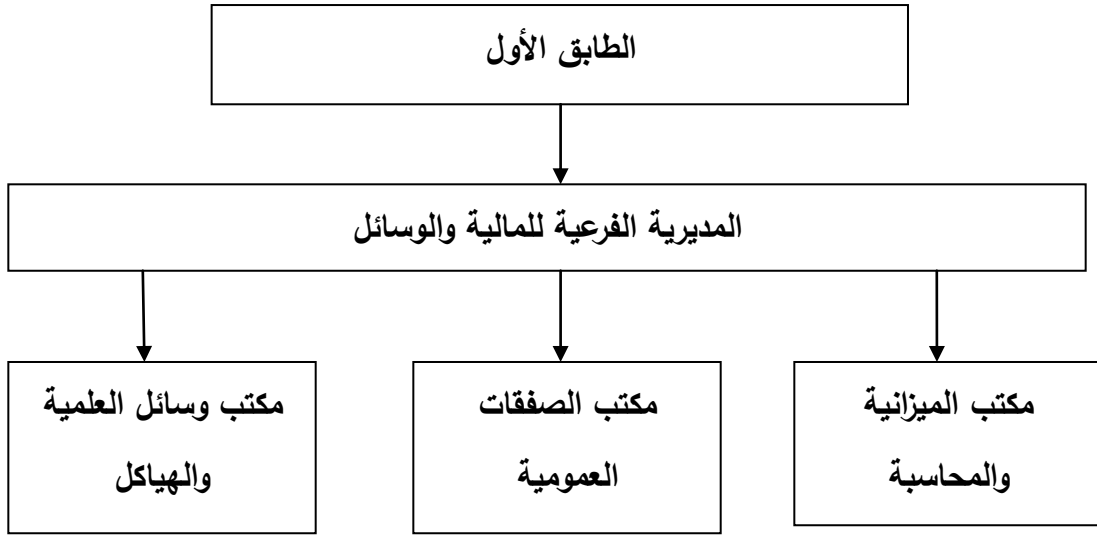 الطابق الأول
المديرية الفرعية للمالية والوسائل
مكتب الميزانية
والمحاسبة
مكتب الصفقات
العمومية
مكتب وسائل العلمية
والهياكل